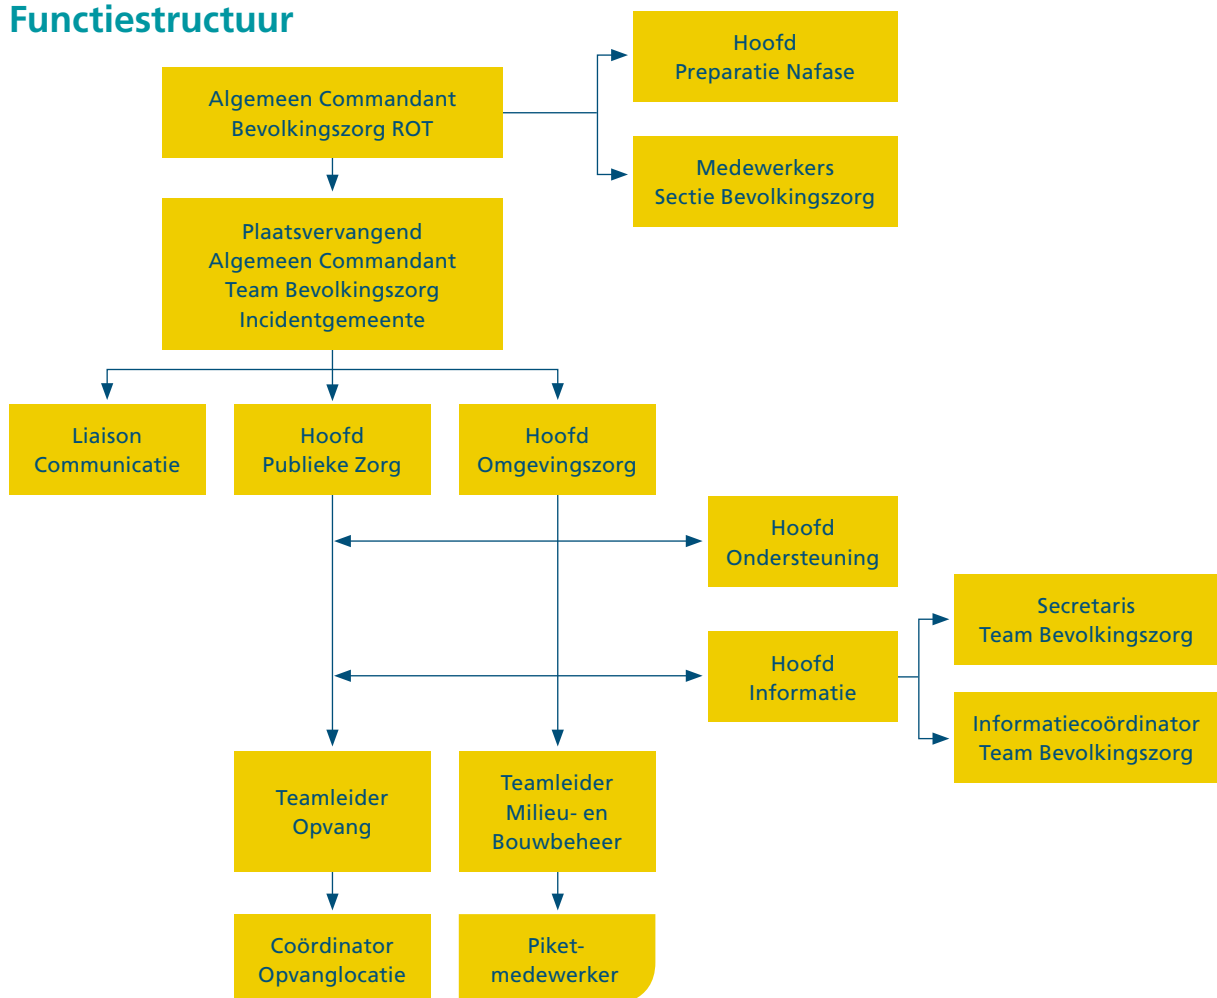 Functiestructuur
Algemeen Commandant
Bevolkingszorg ROT
Hoofd
Preparatie Nafase
Medewerkers
Sectie Bevolkingszorg
Plaatsvervangend
Algemeen Commandant
Team Bevolkingszorg
Incidentgemeente
Liaison
Communicatie
Hoofd
Publieke Zorg
Hoofd
Omgevingszorg
Hoofd
Ondersteuning
Hoofd
Informatie
Secretaris
Team Bevolkingszorg
Informatiecoördinator
Team Bevolkingszorg
Teamleider
Opvang
Teamleider
Milieu- en
Bouwbeheer
Coördinator
Opvanglocatie
Piket-
medewerker